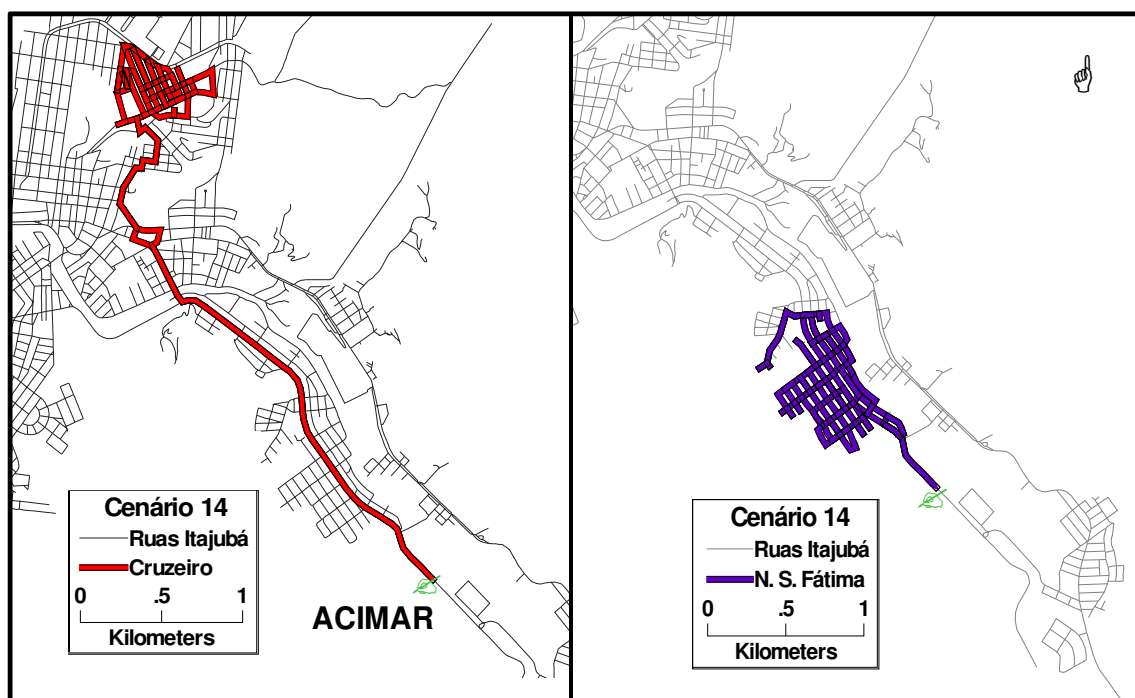 Cenário 14
Ruas Itajubá
Cruzeiro
0 .5 1
Kilometers
ACIMAR
Cenário 14
Ruas Itajubá
N. S. Fátima
0 .5 1
Kilometers